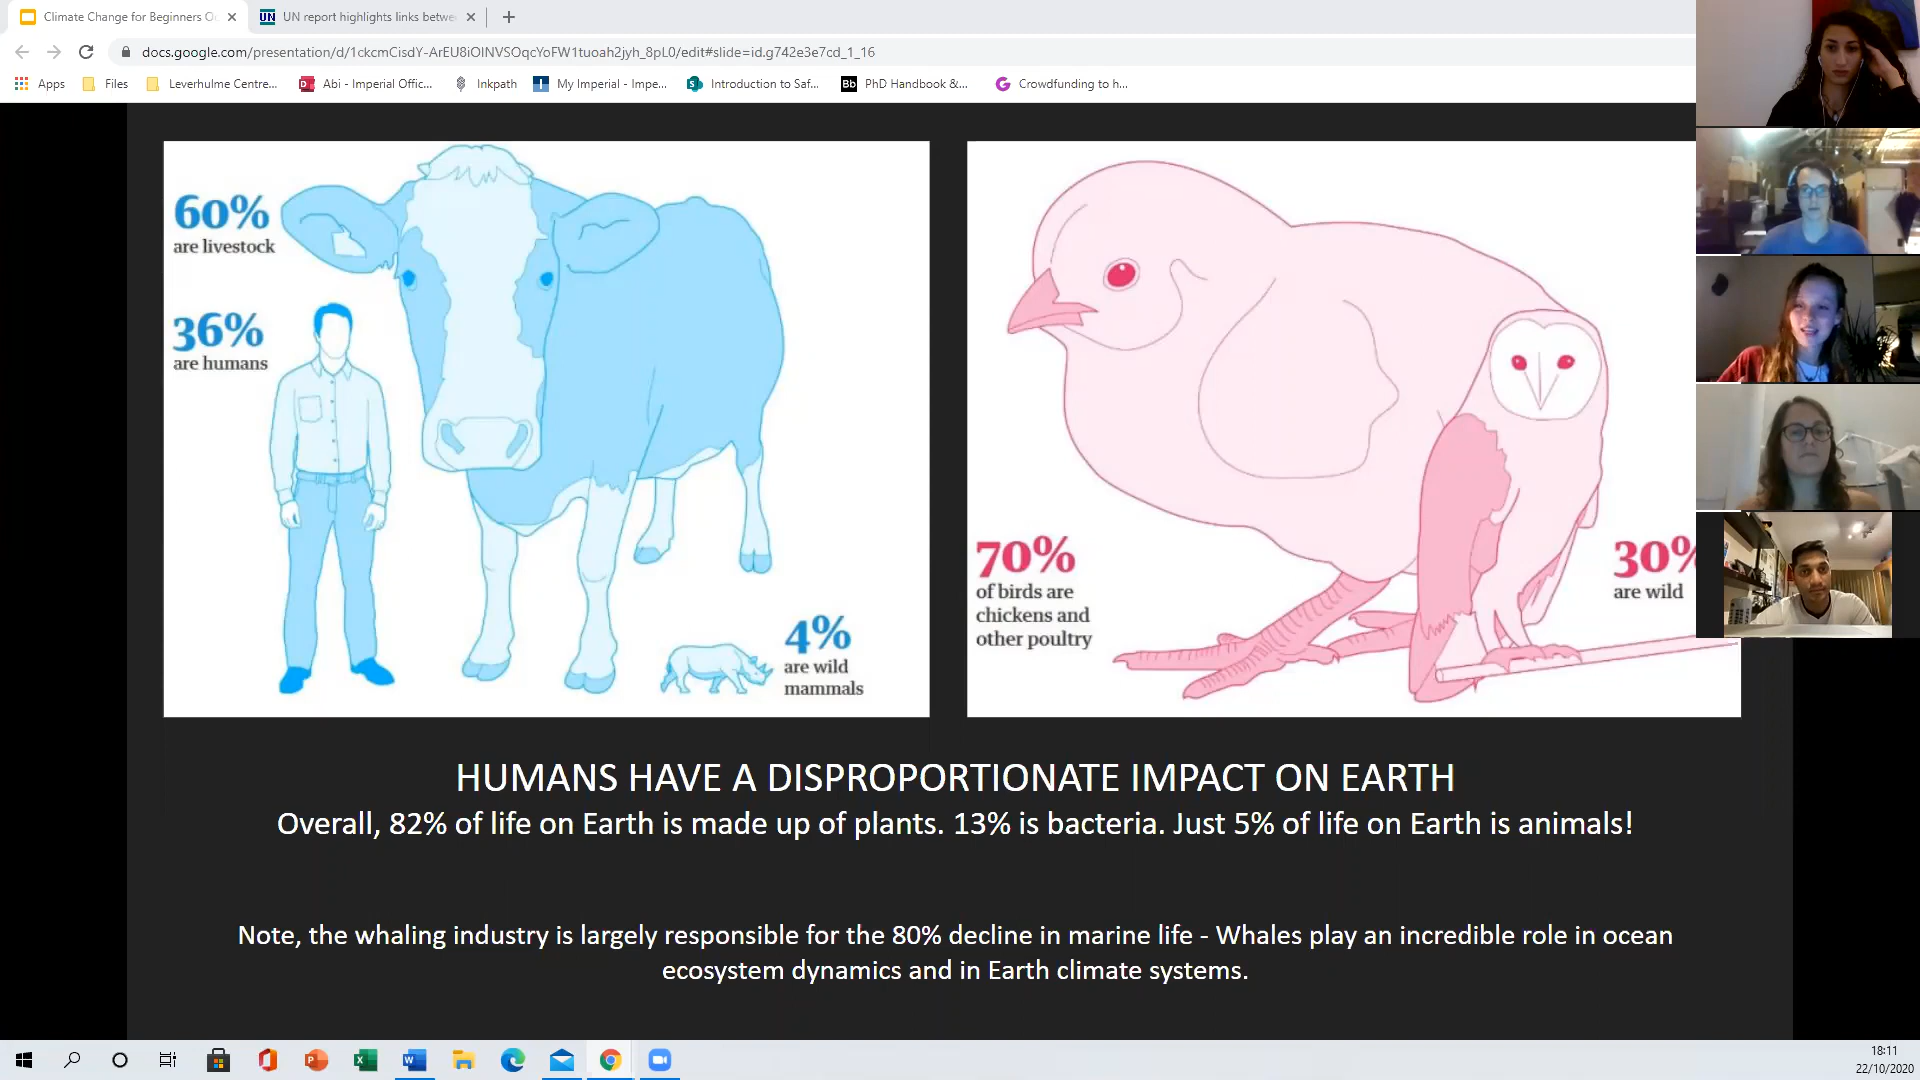 Climate Change for Beginners Oc
UN report highlights links betwe
docs.google.com/presentation/d/1ckcmCisdY-ArEU8iOINVSOqcYoFW1tuoah2jyh_8pL0/edit#slide=id.g742e3e7cd_1_16
Apps
Files
Leverhulme Centre...
Abi - Imperial Offic...
Inkpath
My Imperial - Impe...
Introduction to Saf...
Bb
PhD Handbook &...
Crowdfunding to h...
60%
are livestock
36%
are humans
4%
are wild
mammals
70%
of birds are
chickens and
other poultry
30%
are wild
HUMANS HAVE A DISPROPORTIONATE IMPACT ON EARTH
Overall, 82% of life on Earth is made up of plants. 13% is bacteria. Just 5% of life on Earth is animals!
Note, the whaling industry is largely responsible for the 80% decline in marine life - Whales play an incredible role in ocean
ecosystem dynamics and in Earth climate systems.
18:11
22/10/2020